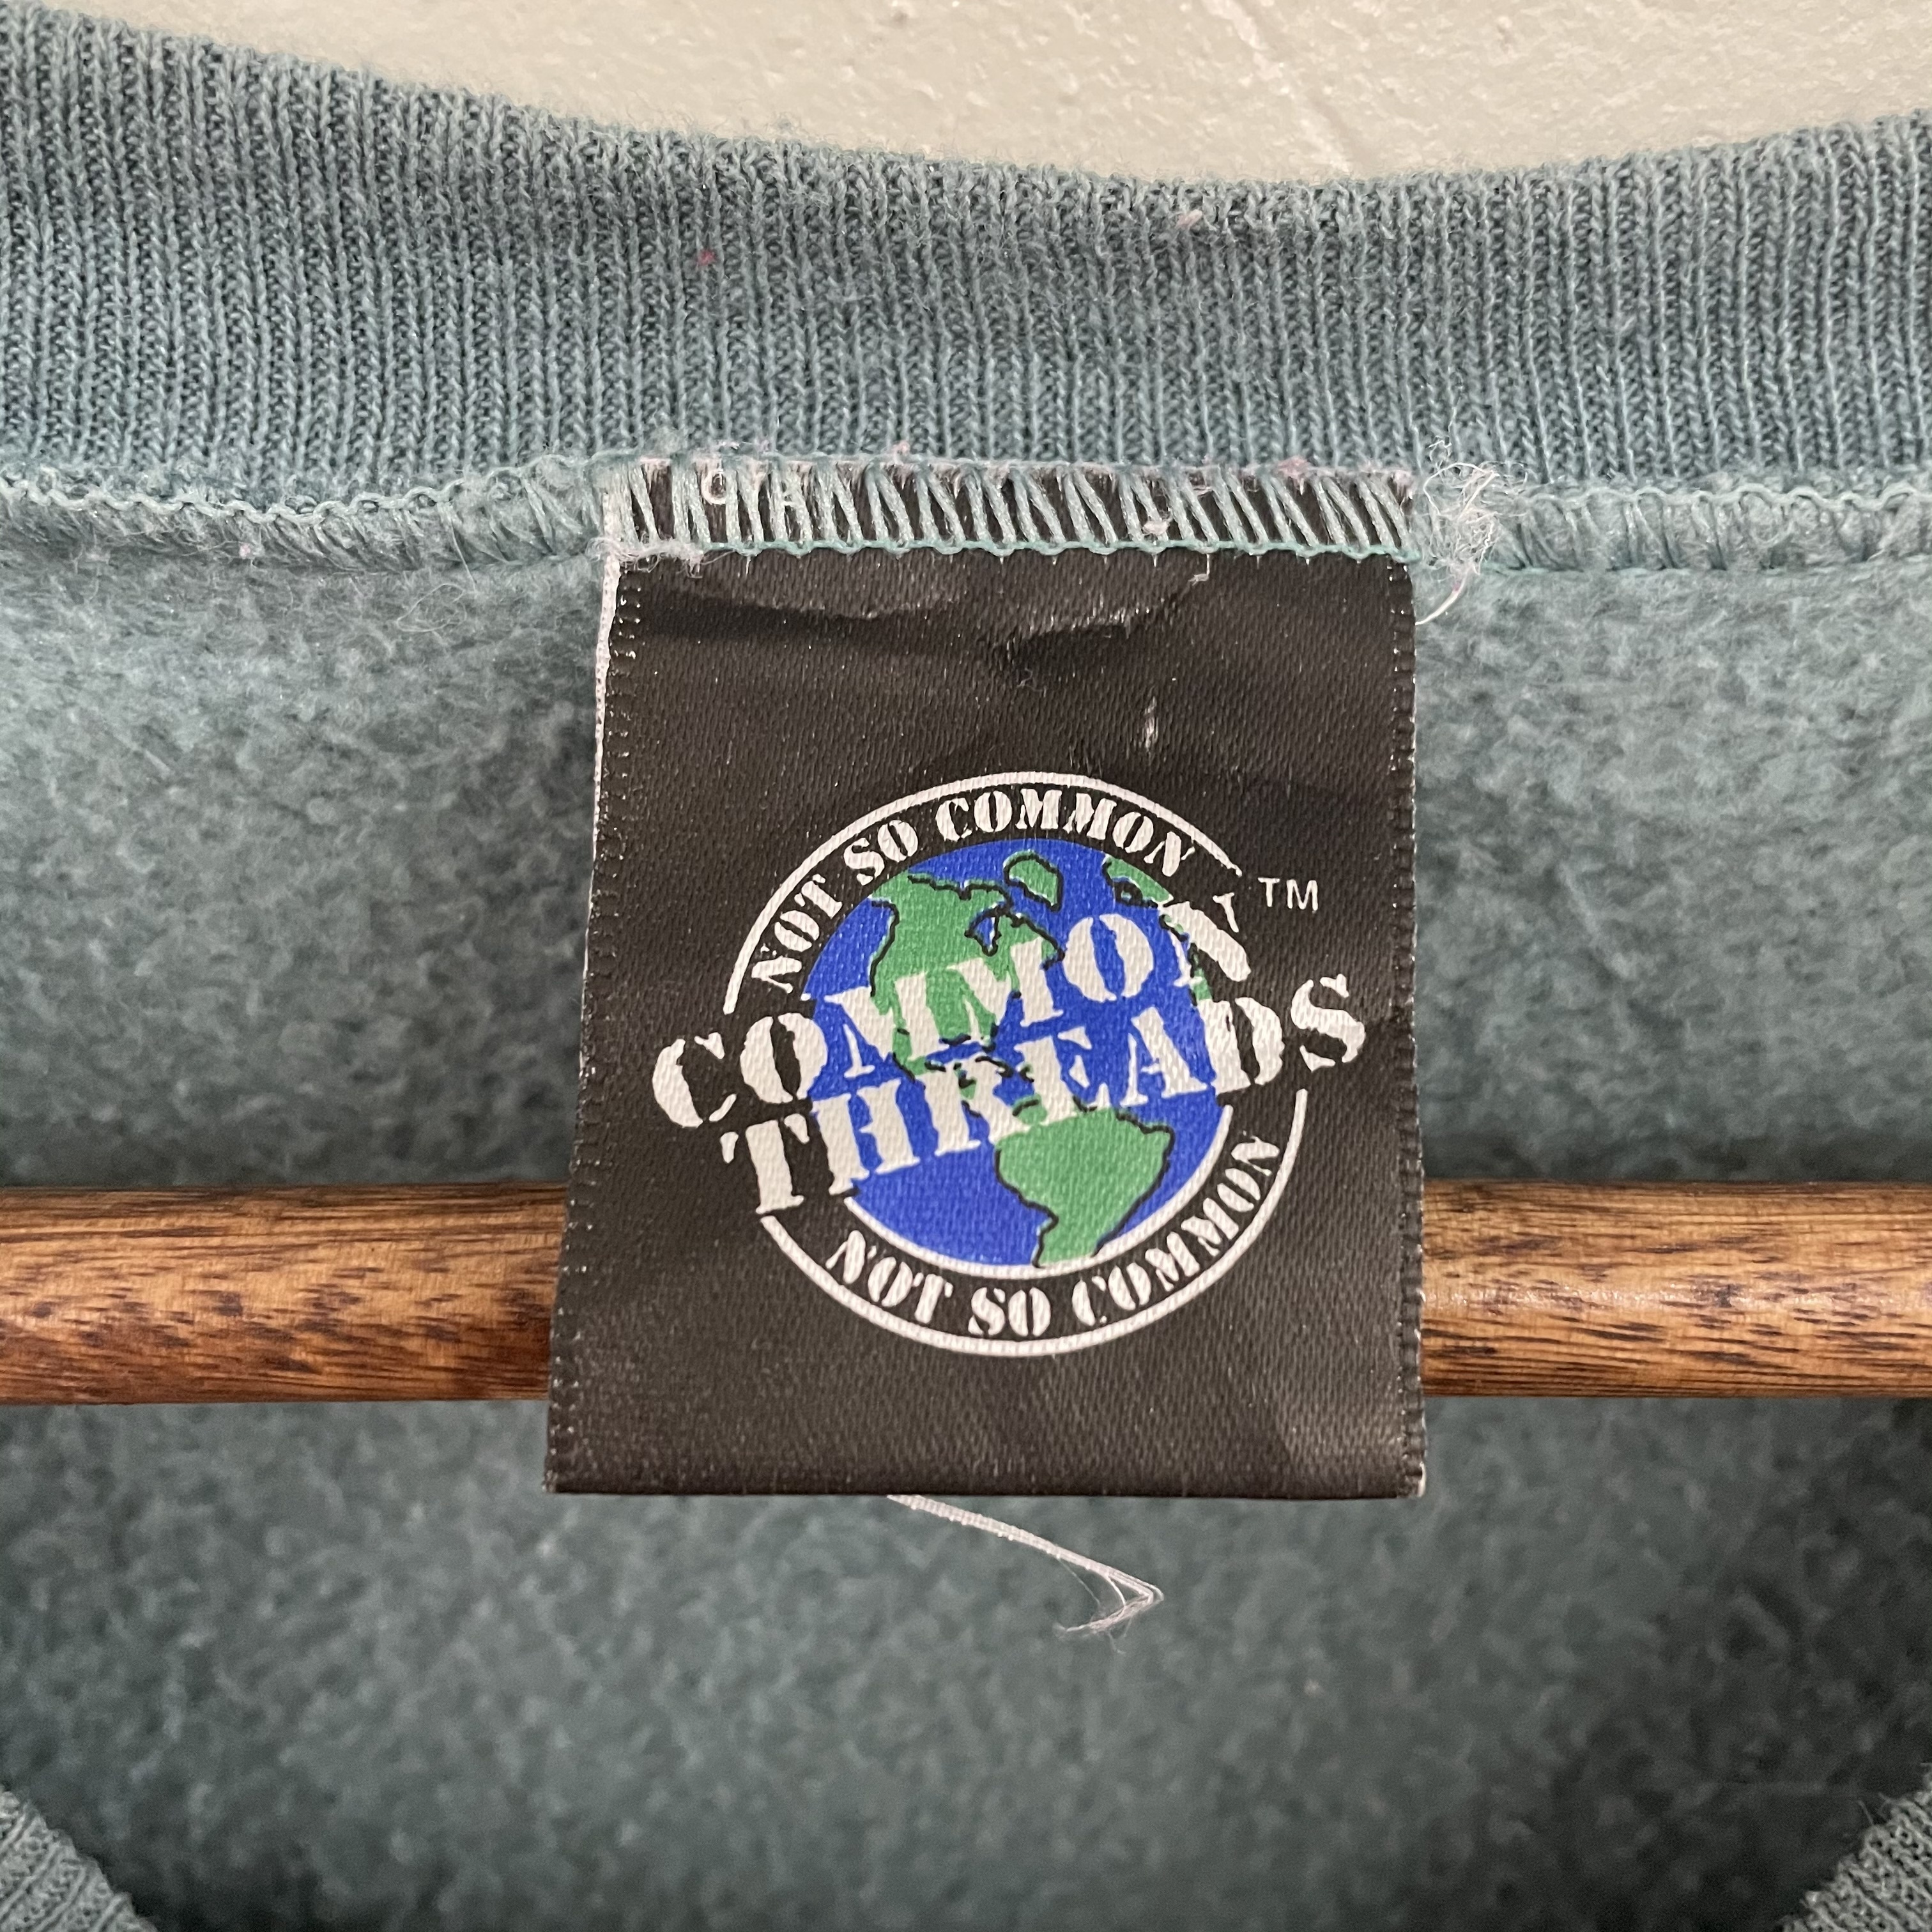 NOT SO COMMON
TM
COMMON
THREADS
NOT SO COMMON